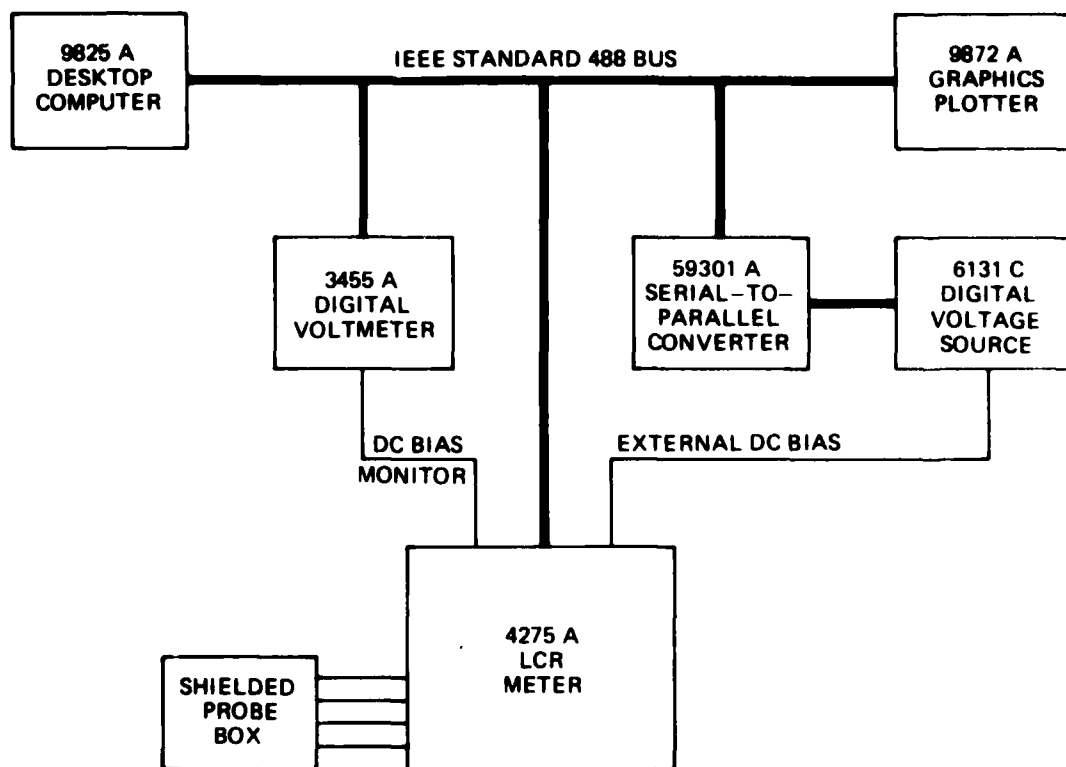 9825 A
DESKTOP
COMPUTER
IEEE STANDARD 488 BUS
9872 A
GRAPHICS
PLOTTER
3455 A
DIGITAL
VOLTMETER
59301 A
SERIAL-TO-
PARALLEL
CONVERTER
6131 C
DIGITAL
VOLTAGE
SOURCE
DC BIAS
MONITOR
EXTERNAL DC BIAS
4275 A
LCR
METER
SHIELDED
PROBE
BOX